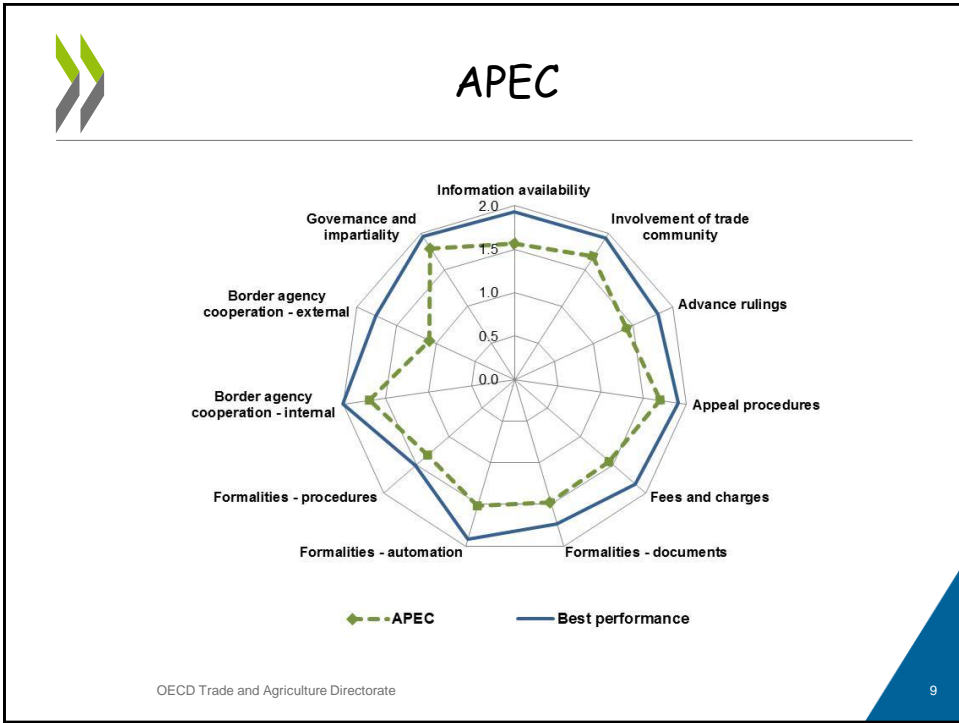 APEC
Information availability
Governance and
impartiality
Involvement of trade
community
2.0
1.5
1.0
0.5
0.0
Border agency
cooperation - external
Advance rulings
Border agency
cooperation - internal
Appeal procedures
Formalities - procedures
Fees and charges
Formalities - automation
Formalities - documents
APEC
Best performance
OECD Trade and Agriculture Directorate
9